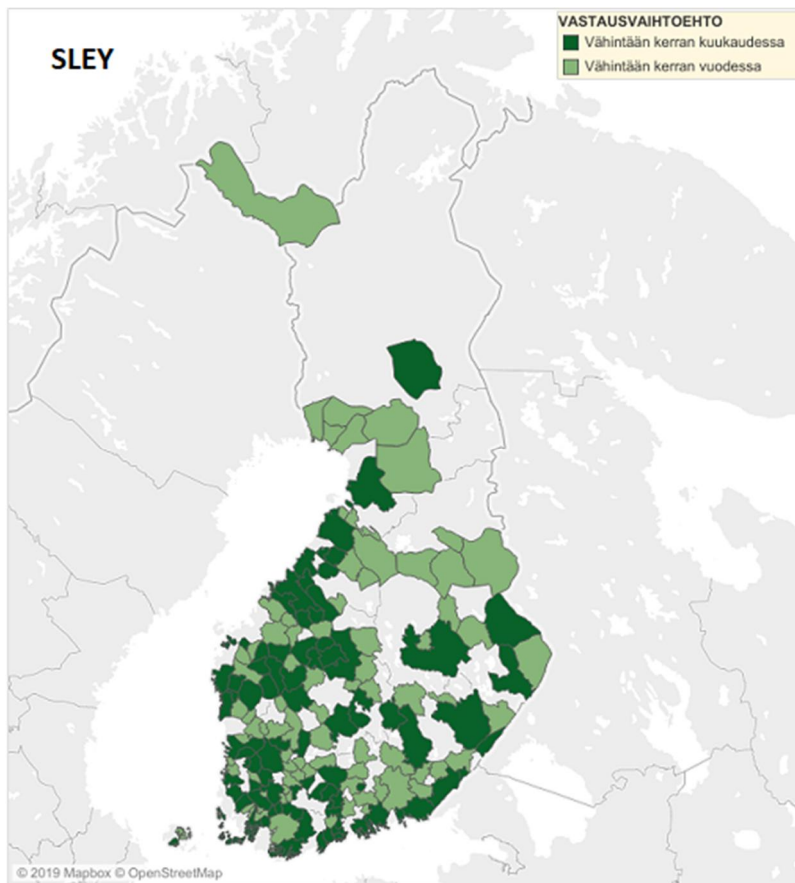 SLEY
VASTAUSVAIHTOEHTO
Vähintään kerran kuukaudessa
Vähintään kerran vuodessa
© 2019 Mapbox © OpenStreetMap